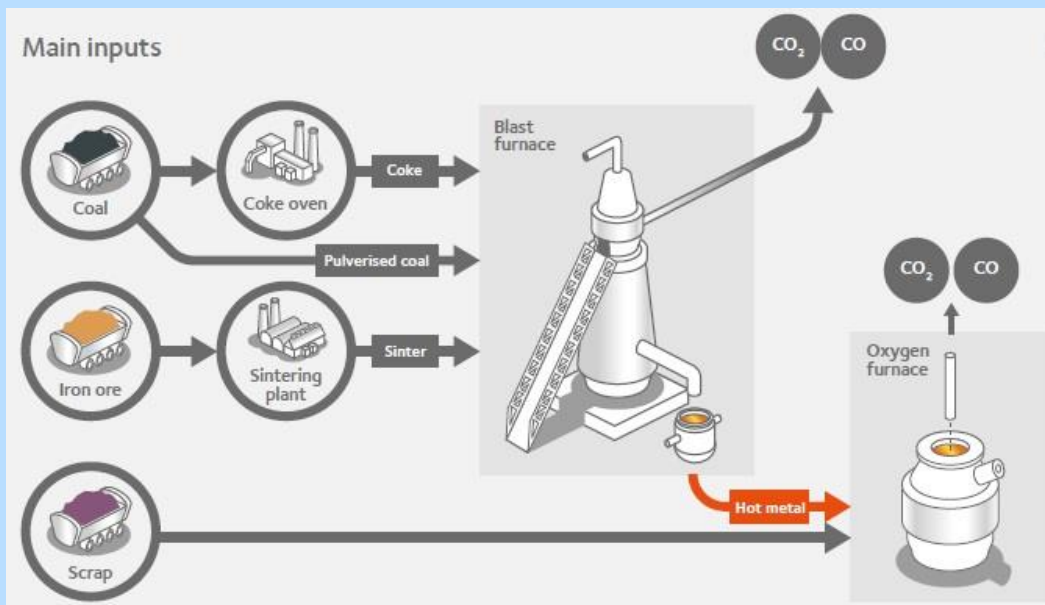 Main inputs
CO2 CO
Blast
furnace
Coal
Coke oven
Coke
Pulverised coal
CO2 CO
Oxygen
furnace
Iron ore
Sintering
plant
Sinter
Hot metal
Scrap